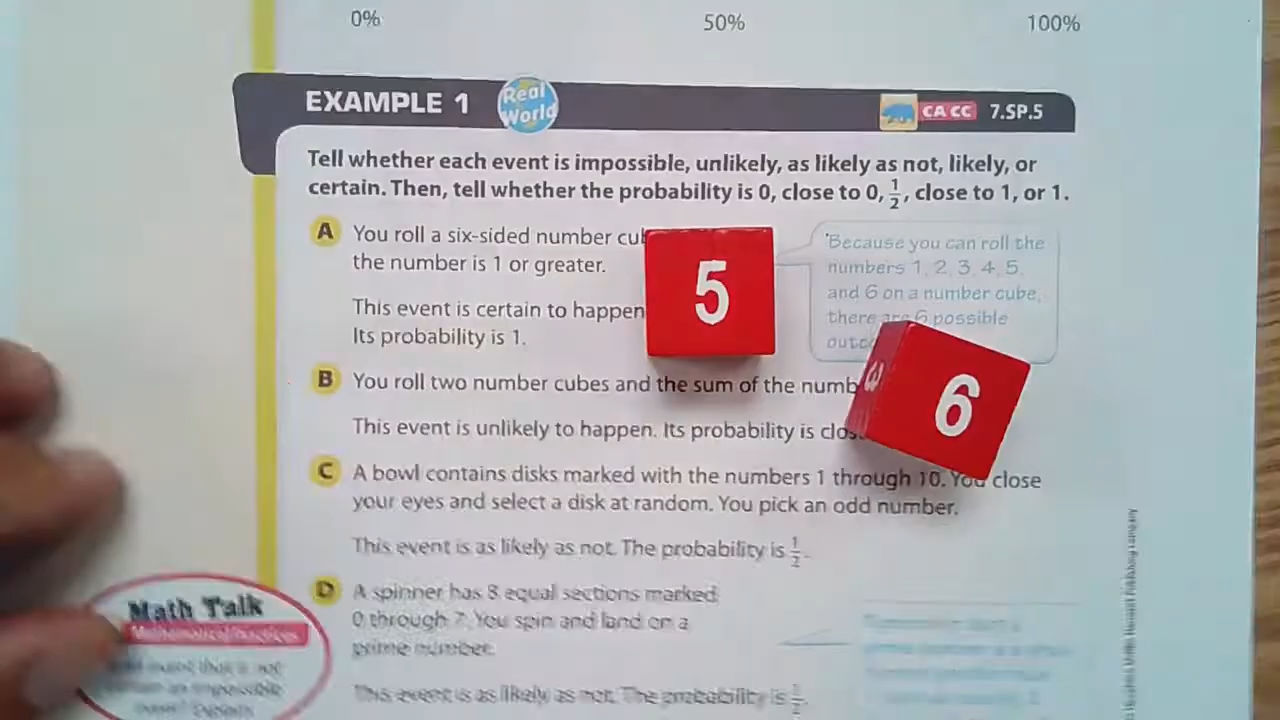 0% 50% 100%
EXAMPLE 1 Real World CA CC 7.SP.5
Tell whether each event is impossible, unlikely, as likely as not, likely, or
certain. Then, tell whether the probability is 0, close to 0, 1/2, close to 1, or 1.
A You roll a six-sided number
the number is 1 or greater.
This event is certain to happen
Its probability is 1.
5
Because you can roll the
numbers 1, 2, 3, 4, 5,
and 6 on a number cube,
there are 6 possible
3 6
B You roll two number cubes and the sum of the
This event is unlikely to happen. Its probability is
C A bowl contains disks marked with the numbers 1 through 10. You close
your eyes and select a disk at random. You pick an odd number.
This event is as likely as not. The probability is 1/2.
D A spinner has 8 equal sections marked
0 through 7. You spin and land on a
prime number.
This event is as likely as not. The probability is 1/2.
Math Talk
Mathematical Practices